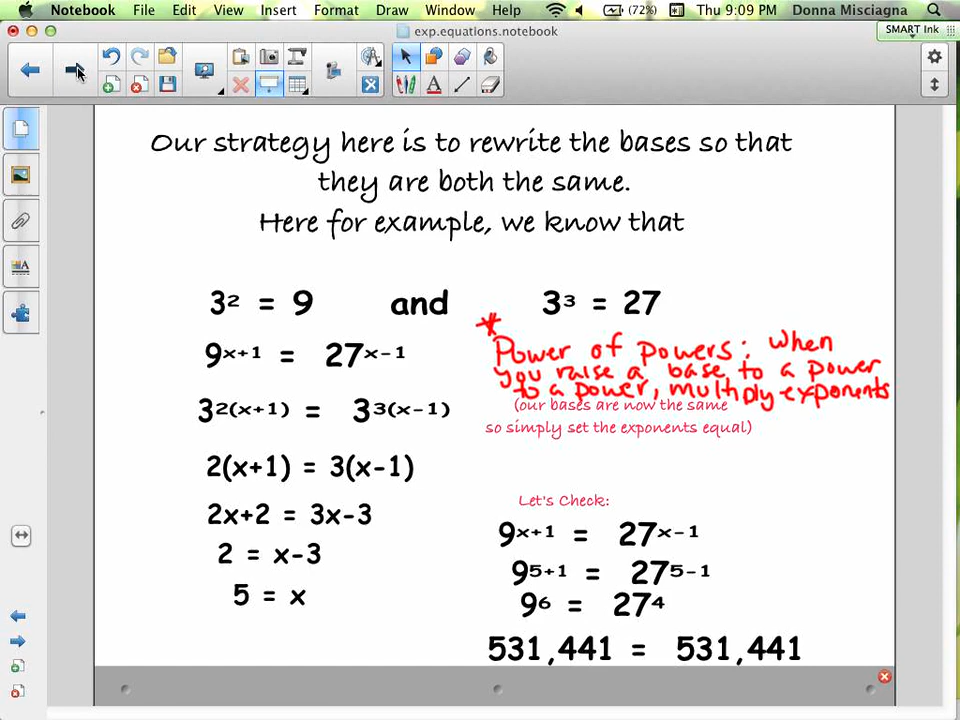 Notebook File Edit View Insert Format Draw Window Help (72%) Thu 9:09 PM Donna Misciagna
exp.equations.notebook
SMART Ink
Our strategy here is to rewrite the bases so that
they are both the same.
Here for example, we know that
3² = 9 and 3³ = 27
9ˣ⁺¹ = 27ˣ⁻¹
* Power of powers: when
you raise a base to a power
to a power, multiply exponents
3²⁽ˣ⁺¹⁾ = 3³⁽ˣ⁻¹⁾
(our bases are now the same
so simply set the exponents equal)
2(x+1) = 3(x-1)
2x+2 = 3x-3
2 = x-3
5 = x
Let's Check:
9ˣ⁺¹ = 27ˣ⁻¹
9⁵⁺¹ = 27⁵⁻¹
9⁶ = 27⁴
531,441 = 531,441